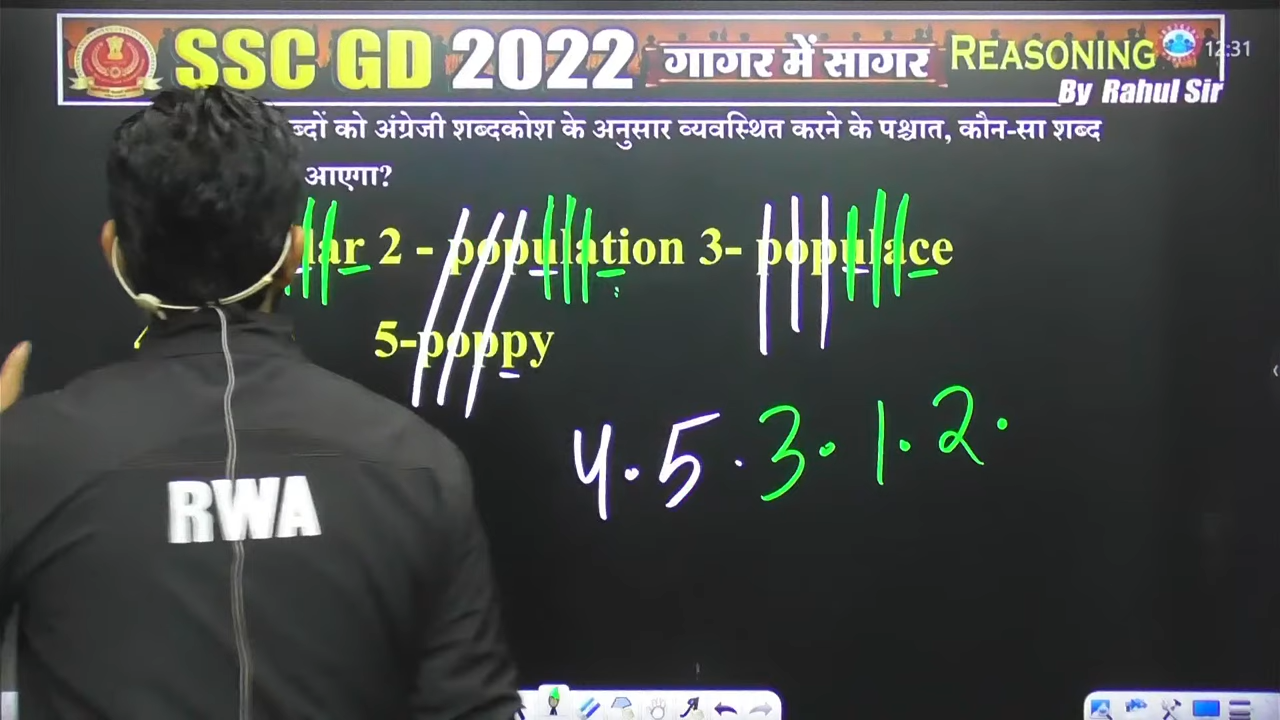 SSC GD 2022 गागर में सागर REASONING 12:31
By Rahul Sir
ब्दों को अंग्रेजी शब्दकोश के अनुसार व्यवस्थित करने के पश्चात, कौन-सा शब्द
आएगा?
lar 2 - population 3- populace
5-poppy
4. 5. 3. 1. 2.
RWA